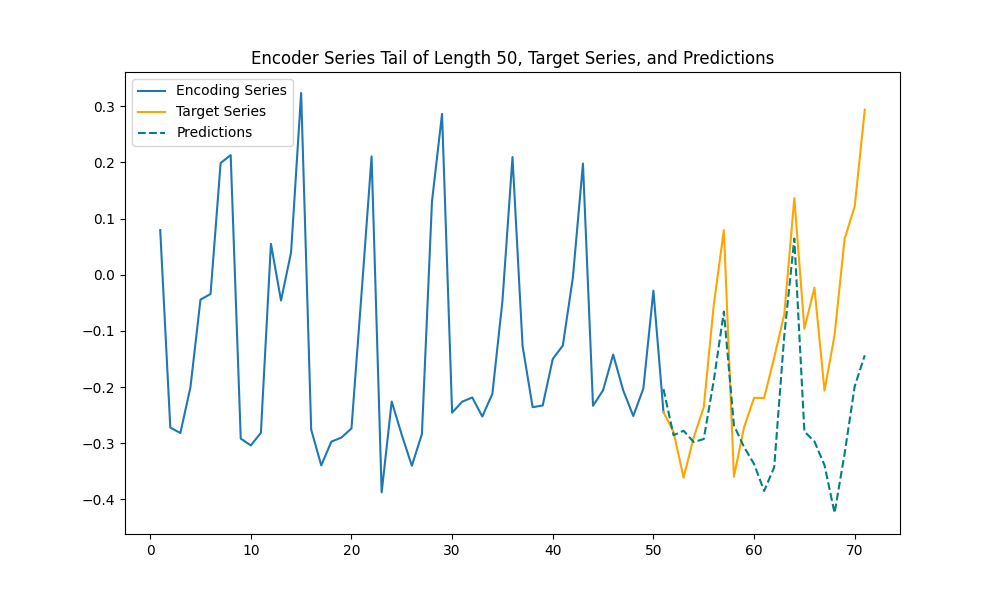 Encoder Series Tail of Length 50, Target Series, and Predictions
Encoding Series
Target Series
Predictions
0.3
0.2
0.1
0.0
−0.1
−0.2
−0.3
−0.4
0 10 20 30 40 50 60 70